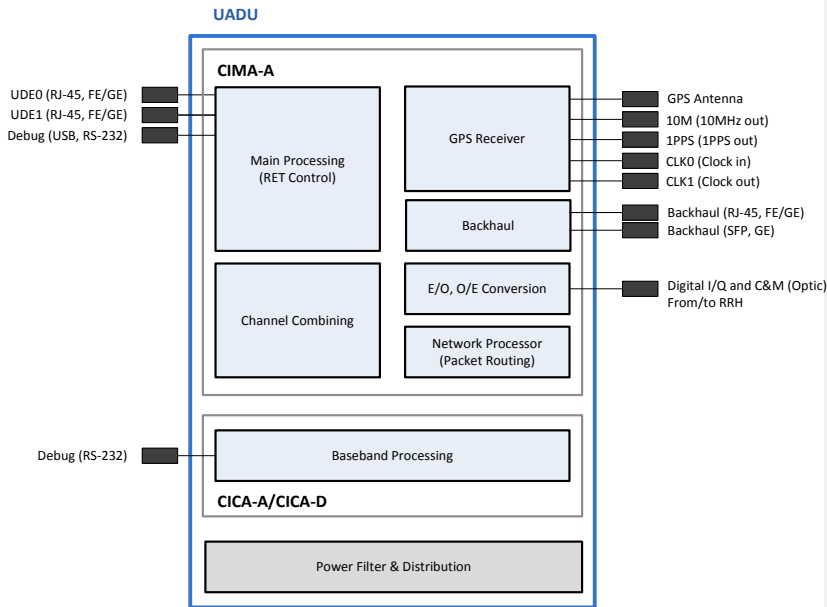 UADU
CIMA-A
UDE0 (RJ-45, FE/GE)
UDE1 (RJ-45, FE/GE)
Debug (USB, RS-232)
Main Processing
(RET Control)
GPS Receiver
GPS Antenna
10M (10MHz out)
1PPS (1PPS out)
CLK0 (Clock in)
CLK1 (Clock out)
Backhaul
Backhaul (RJ-45, FE/GE)
Backhaul (SFP, GE)
Channel Combining
E/O, O/E Conversion
Digital I/Q and C&M (Optic)
From/to RRH
Network Processor
(Packet Routing)
Debug (RS-232)
Baseband Processing
CICA-A/CICA-D
Power Filter & Distribution